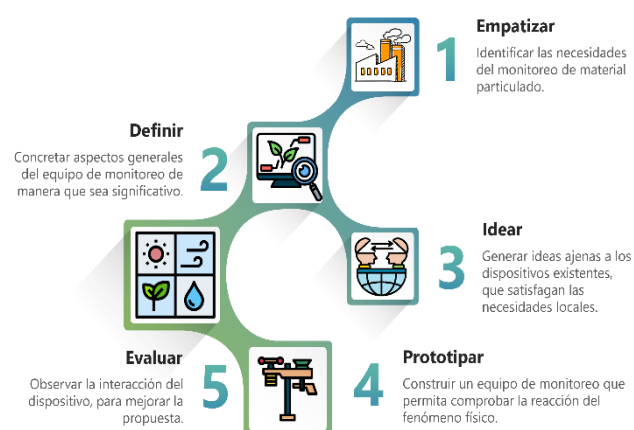 1
Empatizar
Identificar las necesidades
del monitoreo de material
particulado.
Definir
2
Concretar aspectos generales
del equipo de monitoreo de
manera que sea significativo.
Idear
3
Generar ideas ajenas a los
dispositivos existentes,
que satisfagan las
necesidades locales.
Prototipar
4
Construir un equipo de monitoreo que
permita comprobar la reacción del
fenómeno físico.
Evaluar
5
Observar la interacción del
dispositivo, para mejorar la
propuesta.